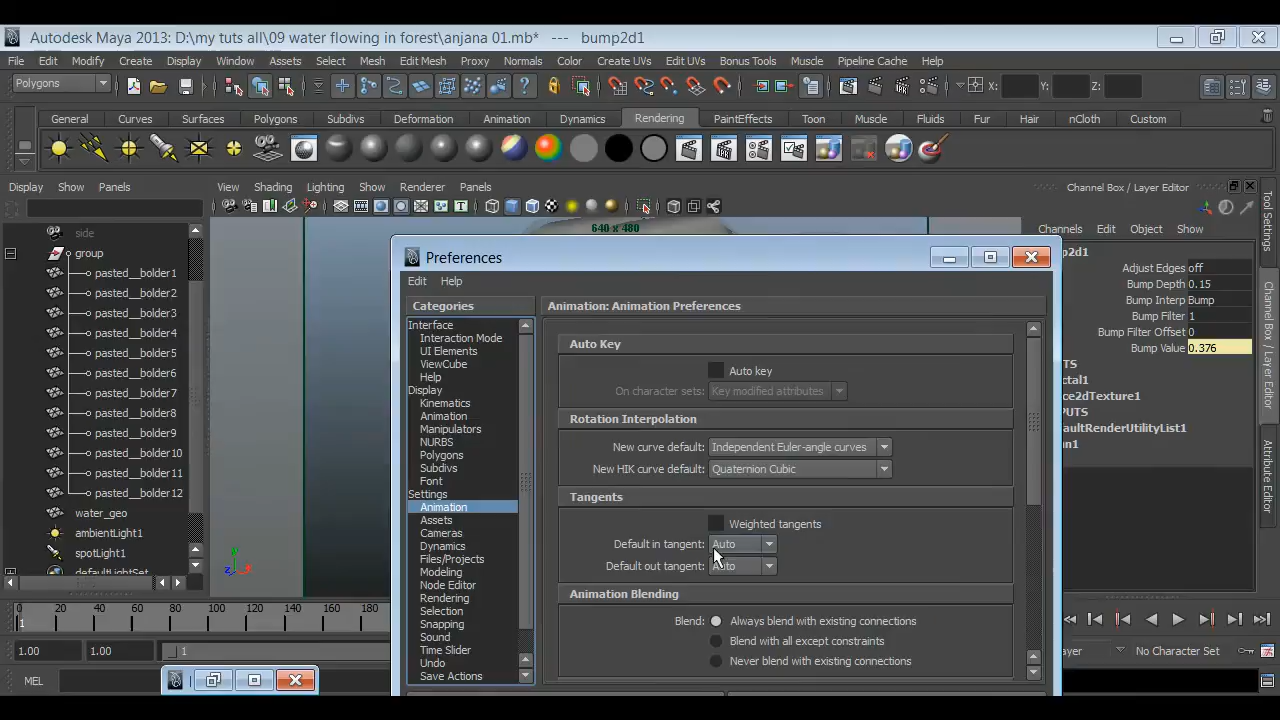 Autodesk Maya 2013: D:\my tuts all\09 water flowing in forest\anjana 01.mb* --- bump2d1
File Edit Modify Create Display Window Assets Select Mesh Edit Mesh Proxy Normals Color Create UVs Edit UVs Bonus Tools Muscle Pipeline Cache Help
Polygons X: Y: Z:
General Curves Surfaces Polygons Subdivs Deformation Animation Dynamics Rendering PaintEffects Toon Muscle Fluids Fur Hair nCloth Custom
Display Show Panels View Shading Lighting Show Renderer Panels Channel Box / Layer Editor
640 x 480
Channels Edit Object Show
side
group
pasted__bolder1
pasted__bolder2
pasted__bolder3
pasted__bolder4
pasted__bolder5
pasted__bolder6
pasted__bolder7
pasted__bolder8
pasted__bolder9
pasted__bolder10
pasted__bolder11
pasted__bolder12
water_geo
ambientLight1
spotLight1
defaultLightSet
Preferences
Edit Help
Categories
Interface
Interaction Mode
UI Elements
ViewCube
Help
Display
Kinematics
Animation
Manipulators
NURBS
Polygons
Subdivs
Font
Settings
Animation
Assets
Cameras
Dynamics
Files/Projects
Modeling
Node Editor
Rendering
Selection
Snapping
Sound
Time Slider
Undo
Save Actions
Animation: Animation Preferences
Auto Key
Auto key
On character sets: Key modified attributes
Rotation Interpolation
New curve default: Independent Euler-angle curves
New HIK curve default: Quaternion Cubic
Tangents
Weighted tangents
Default in tangent: Auto
Default out tangent: Auto
Animation Blending
Blend: Always blend with existing connections
Blend with all except constraints
Never blend with existing connections
mp2d1
Adjust Edges off
Bump Depth 0.15
Bump Interp Bump
Bump Filter 1
Bump Filter Offset 0
Bump Value 0.376
PUTS
ctal1
ce2dTexture1
PUTS
aultRenderUtilityList1
un1
Tool Settings
Channel Box / Layer Editor
Attribute Editor
y
z x
1 20 40 60 80 100 120 140 160 180
1.00 1.00 1
ayer No Character Set
MEL